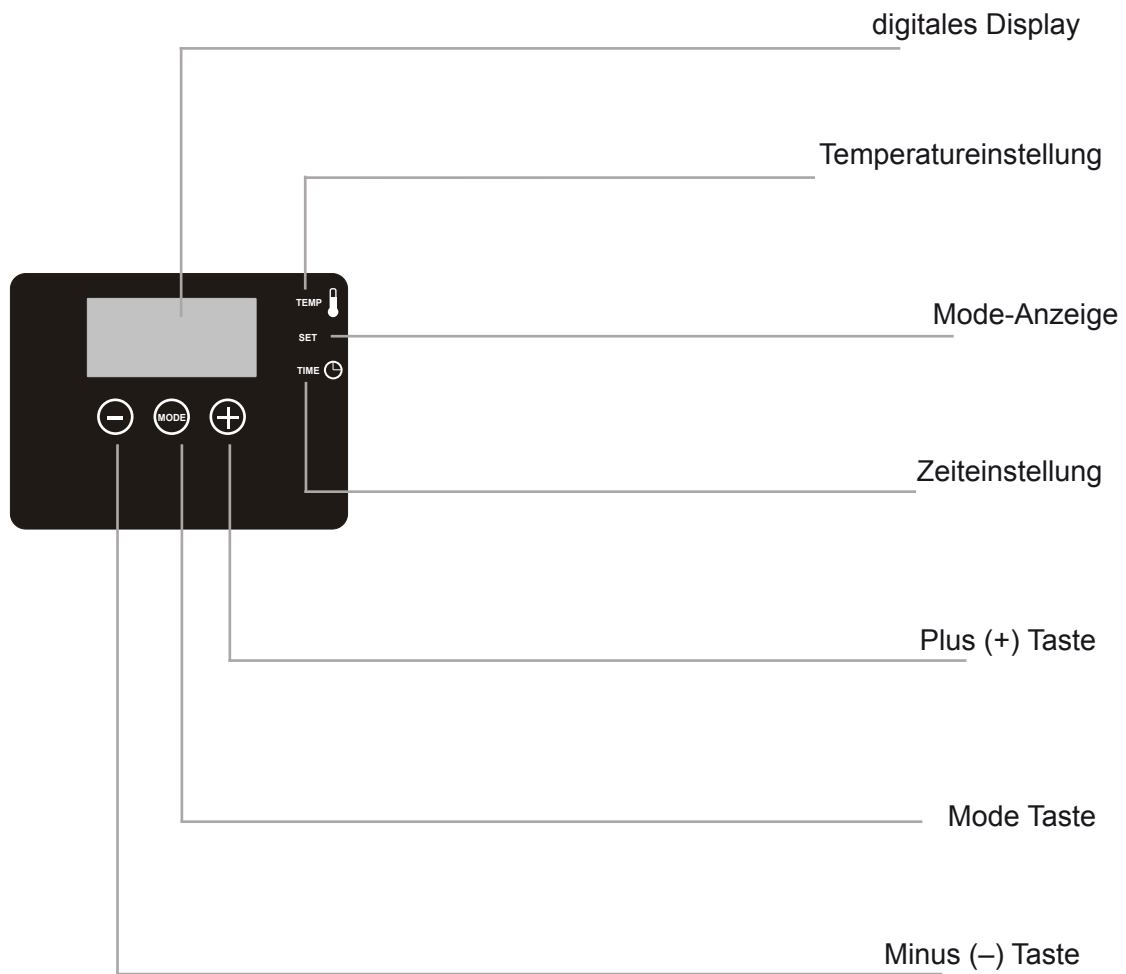 digitales Display
Temperatureinstellung
TEMP
Mode-Anzeige
SET
TIME
MODE
Zeiteinstellung
Plus (+) Taste
Mode Taste
Minus (–) Taste